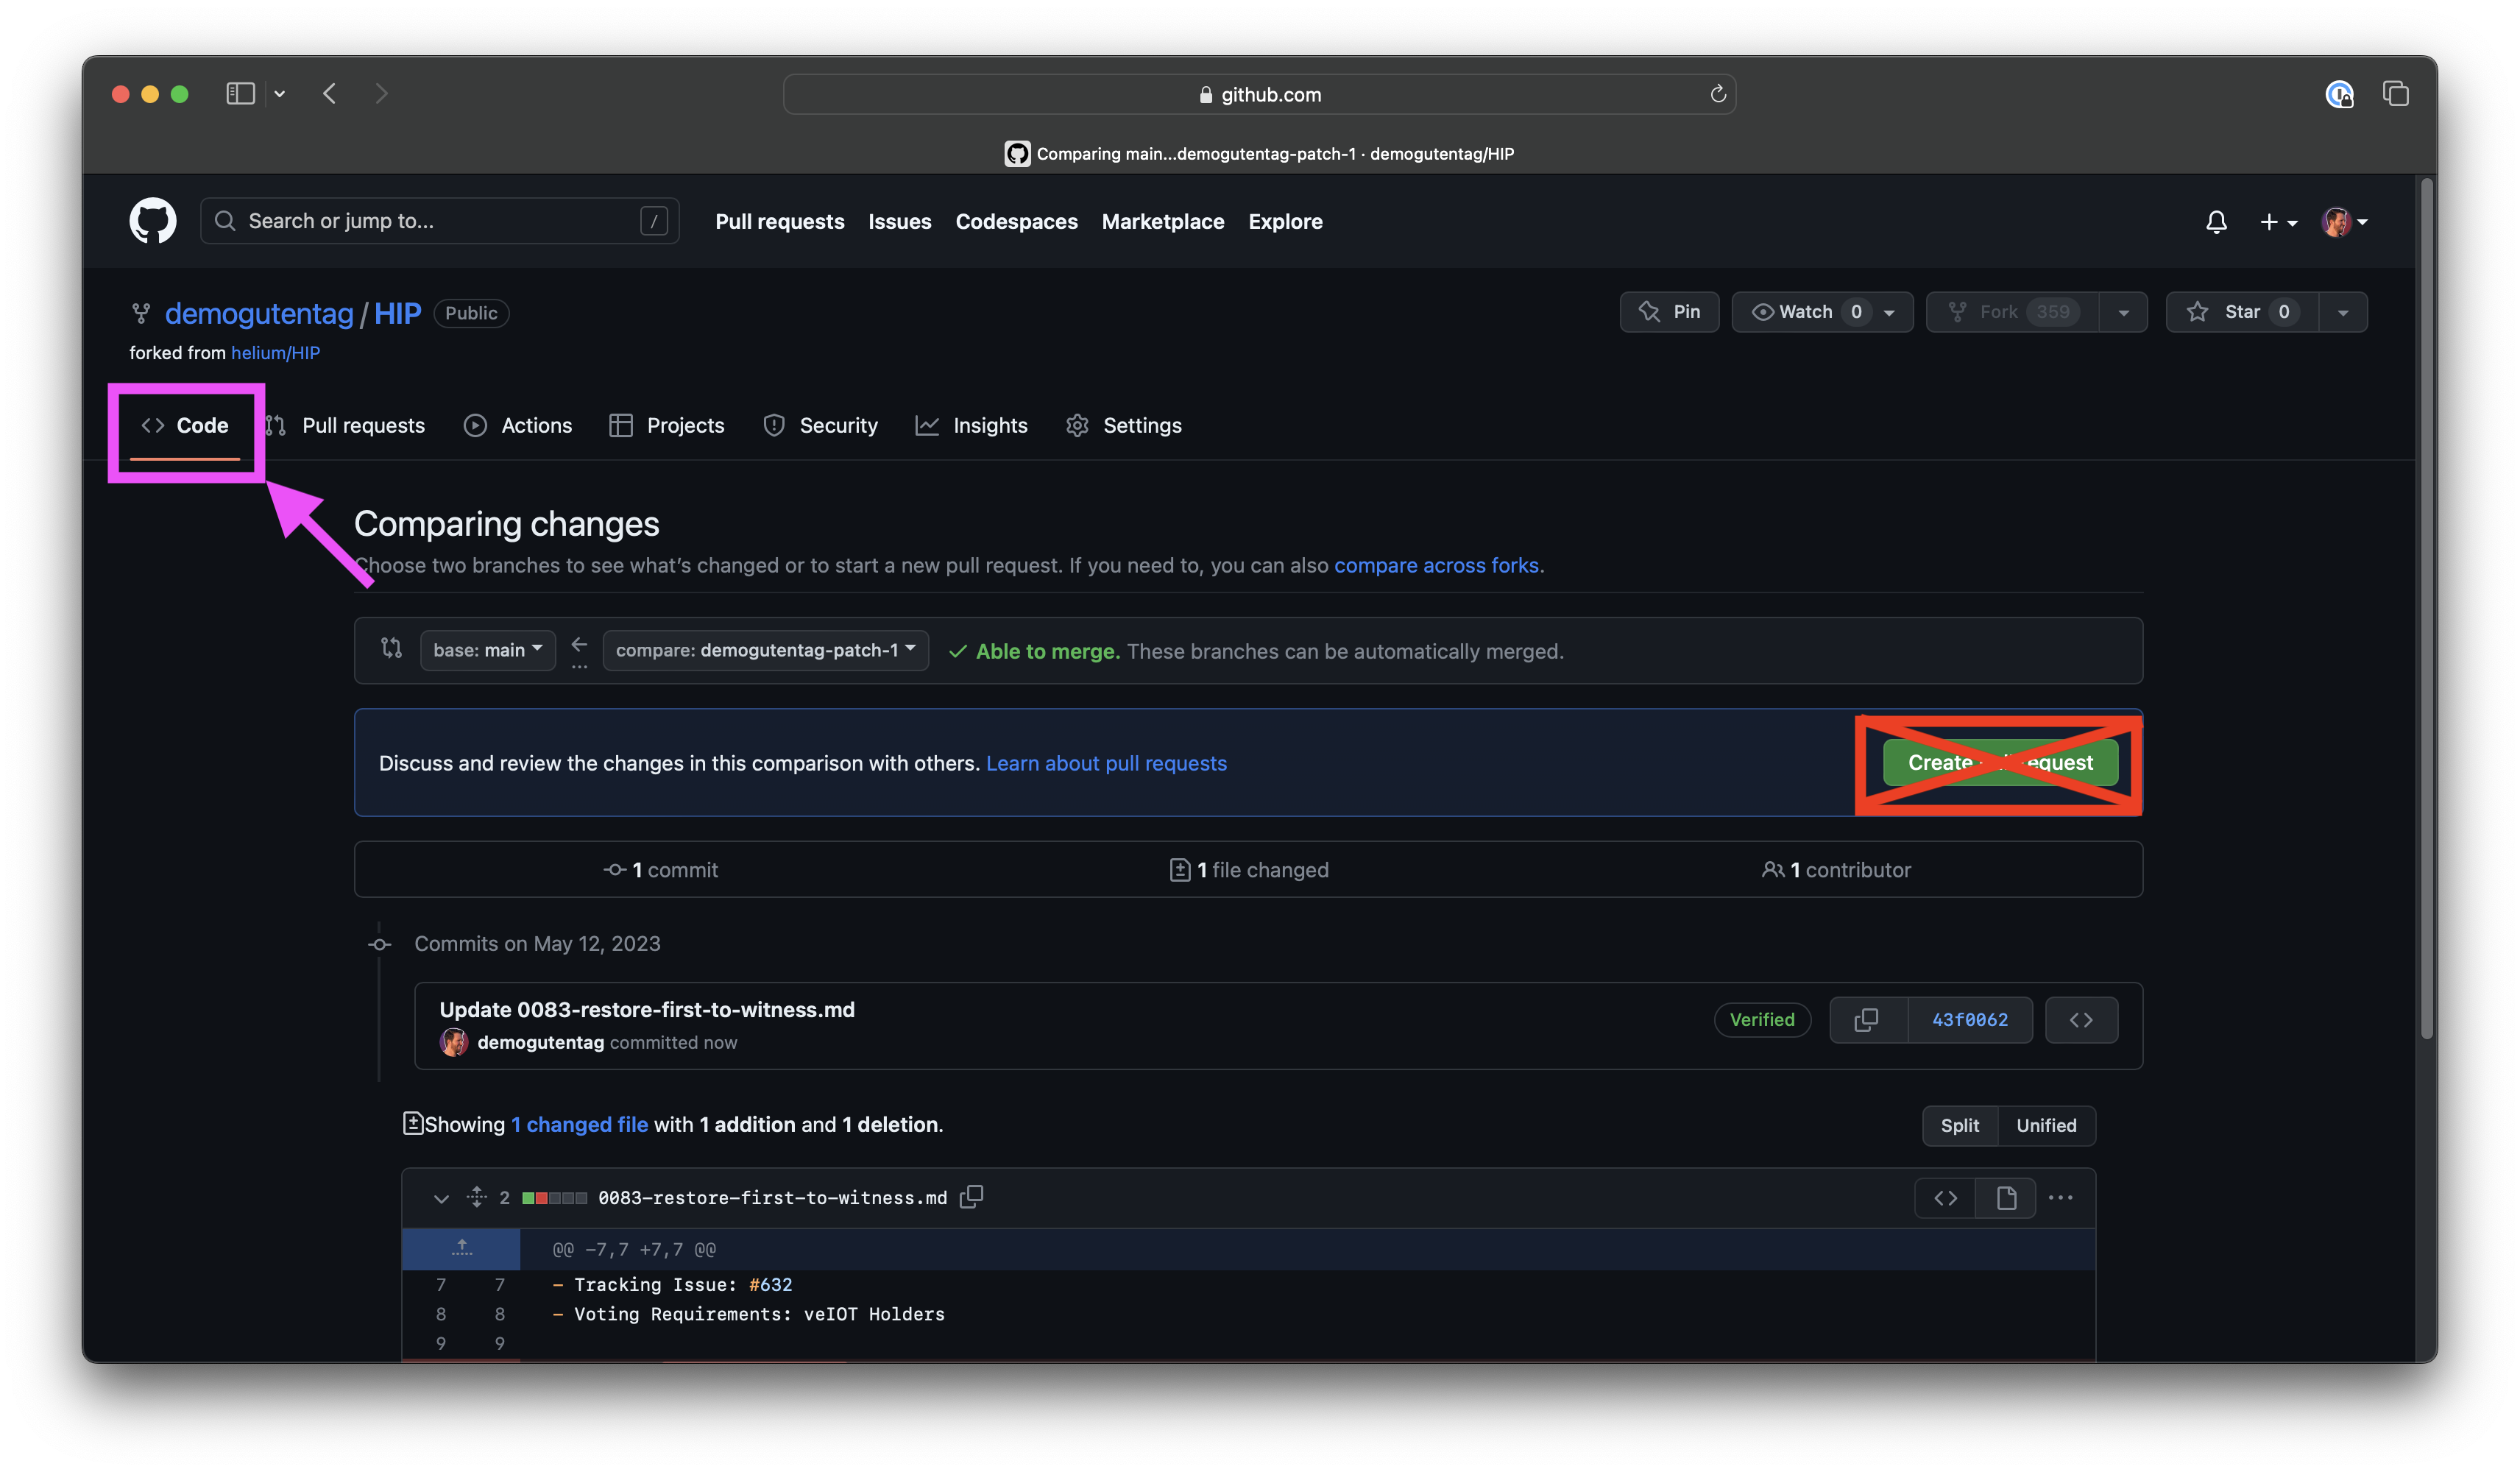 github.com
Comparing main...demogutentag-patch-1 · demogutentag/HIP
Search or jump to... /
Pull requests Issues Codespaces Marketplace Explore
demogutentag / HIP Public
Pin Watch 0 Fork 359 Star 0
forked from helium/HIP
Code Pull requests Actions Projects Security Insights Settings
Comparing changes
Choose two branches to see what's changed or to start a new pull request. If you need to, you can also compare across forks.
base: main ← ... compare: demogutentag-patch-1 Able to merge. These branches can be automatically merged.
Discuss and review the changes in this comparison with others. Learn about pull requests
Create request
1 commit 1 file changed 1 contributor
Commits on May 12, 2023
Update 0083-restore-first-to-witness.md
demogutentag committed now
Verified 43f0062
Showing 1 changed file with 1 addition and 1 deletion.
Split Unified
2 0083-restore-first-to-witness.md
@@ -7,7 +7,7 @@
7 7 - Tracking Issue: #632
8 8 - Voting Requirements: veIOT Holders
9 9